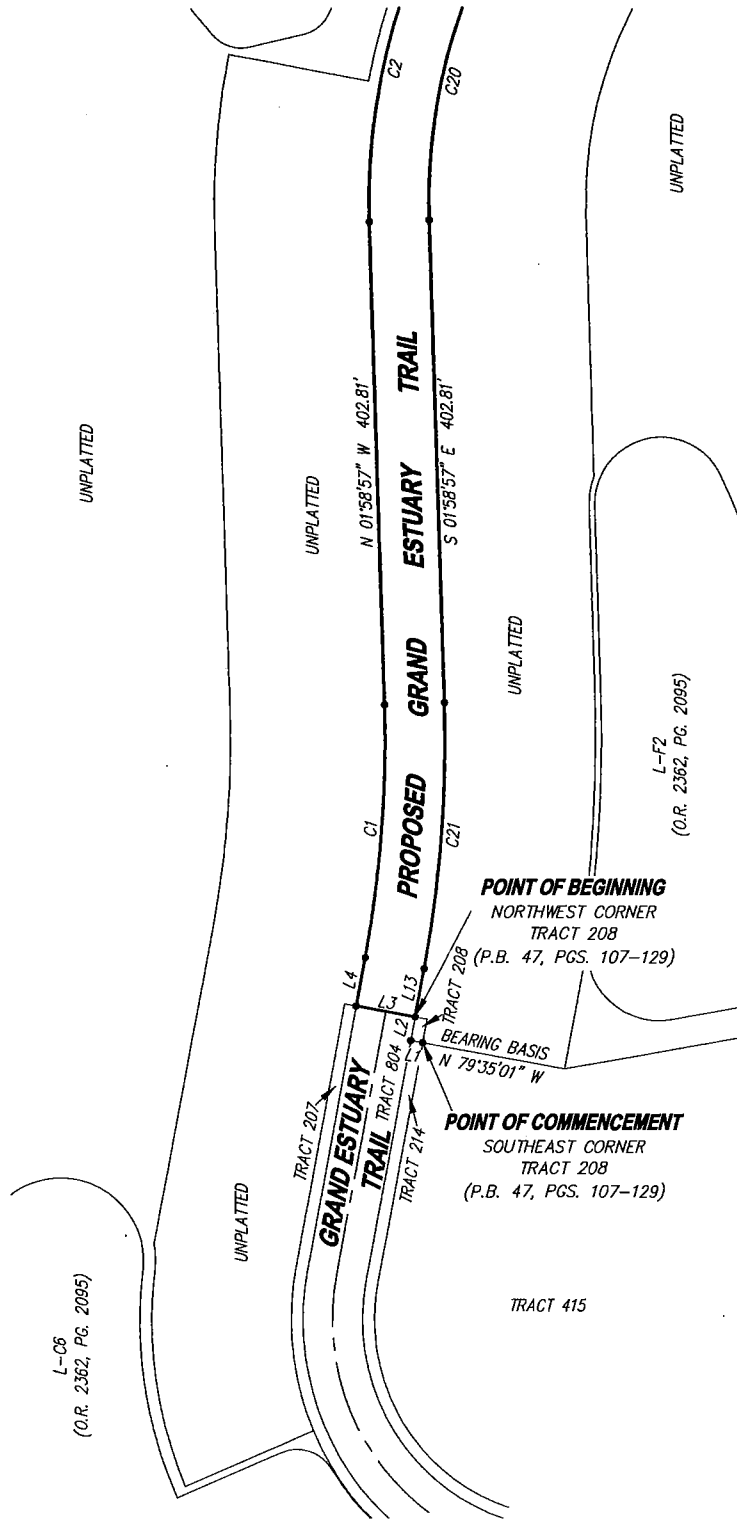 C2
C20
UNPLATTED
UNPLATTED
UNPLATTED
N 01°58'57" W 402.81'
S 01°58'57" E 402.81'
PROPOSED GRAND ESTUARY TRAIL
UNPLATTED
L-F2
(O.R. 2362, PG. 2095)
C1
C21
POINT OF BEGINNING
NORTHWEST CORNER
TRACT 208
(P.B. 47, PGS. 107-129)
L4
L3
L13
L2
L1
TRACT 208
BEARING BASIS
N 79°35'01" W
POINT OF COMMENCEMENT
SOUTHEAST CORNER
TRACT 208
(P.B. 47, PGS. 107-129)
TRACT 207
GRAND ESTUARY
TRAIL
TRACT 804
TRACT 214
UNPLATTED
TRACT 415
L-C6
(O.R. 2362, PG. 2095)